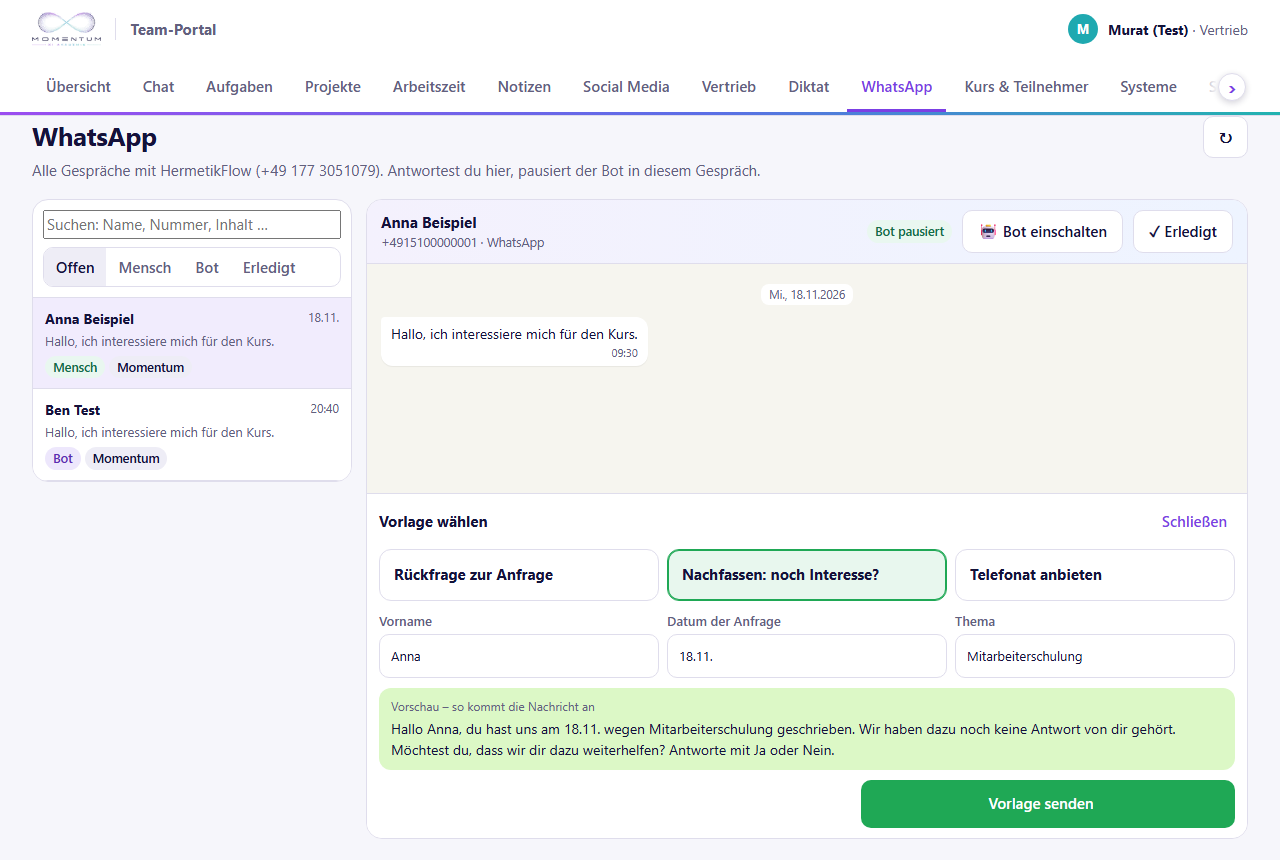 MOMENTUM
Team-Portal
M
Murat (Test) · Vertrieb
Übersicht
Chat
Aufgaben
Projekte
Arbeitszeit
Notizen
Social Media
Vertrieb
Diktat
WhatsApp
Kurs & Teilnehmer
Systeme
WhatsApp
Alle Gespräche mit HermetikFlow (+49 177 3051079). Antwortest du hier, pausiert der Bot in diesem Gespräch.
Suchen: Name, Nummer, Inhalt ...
Offen
Mensch
Bot
Erledigt
Anna Beispiel
18.11.
Hallo, ich interessiere mich für den Kurs.
Mensch
Momentum
Ben Test
20:40
Hallo, ich interessiere mich für den Kurs.
Bot
Momentum
Anna Beispiel
+4915100000001 · WhatsApp
Bot pausiert
🤖 Bot einschalten
✓ Erledigt
Mi., 18.11.2026
Hallo, ich interessiere mich für den Kurs.
09:30
Vorlage wählen
Schließen
Rückfrage zur Anfrage
Nachfassen: noch Interesse?
Telefonat anbieten
Vorname
Datum der Anfrage
Thema
Anna
18.11.
Mitarbeiterschulung
Vorschau – so kommt die Nachricht an
Hallo Anna, du hast uns am 18.11. wegen Mitarbeiterschulung geschrieben. Wir haben dazu noch keine Antwort von dir gehört.
Möchtest du, dass wir dir dazu weiterhelfen? Antworte mit Ja oder Nein.
Vorlage senden